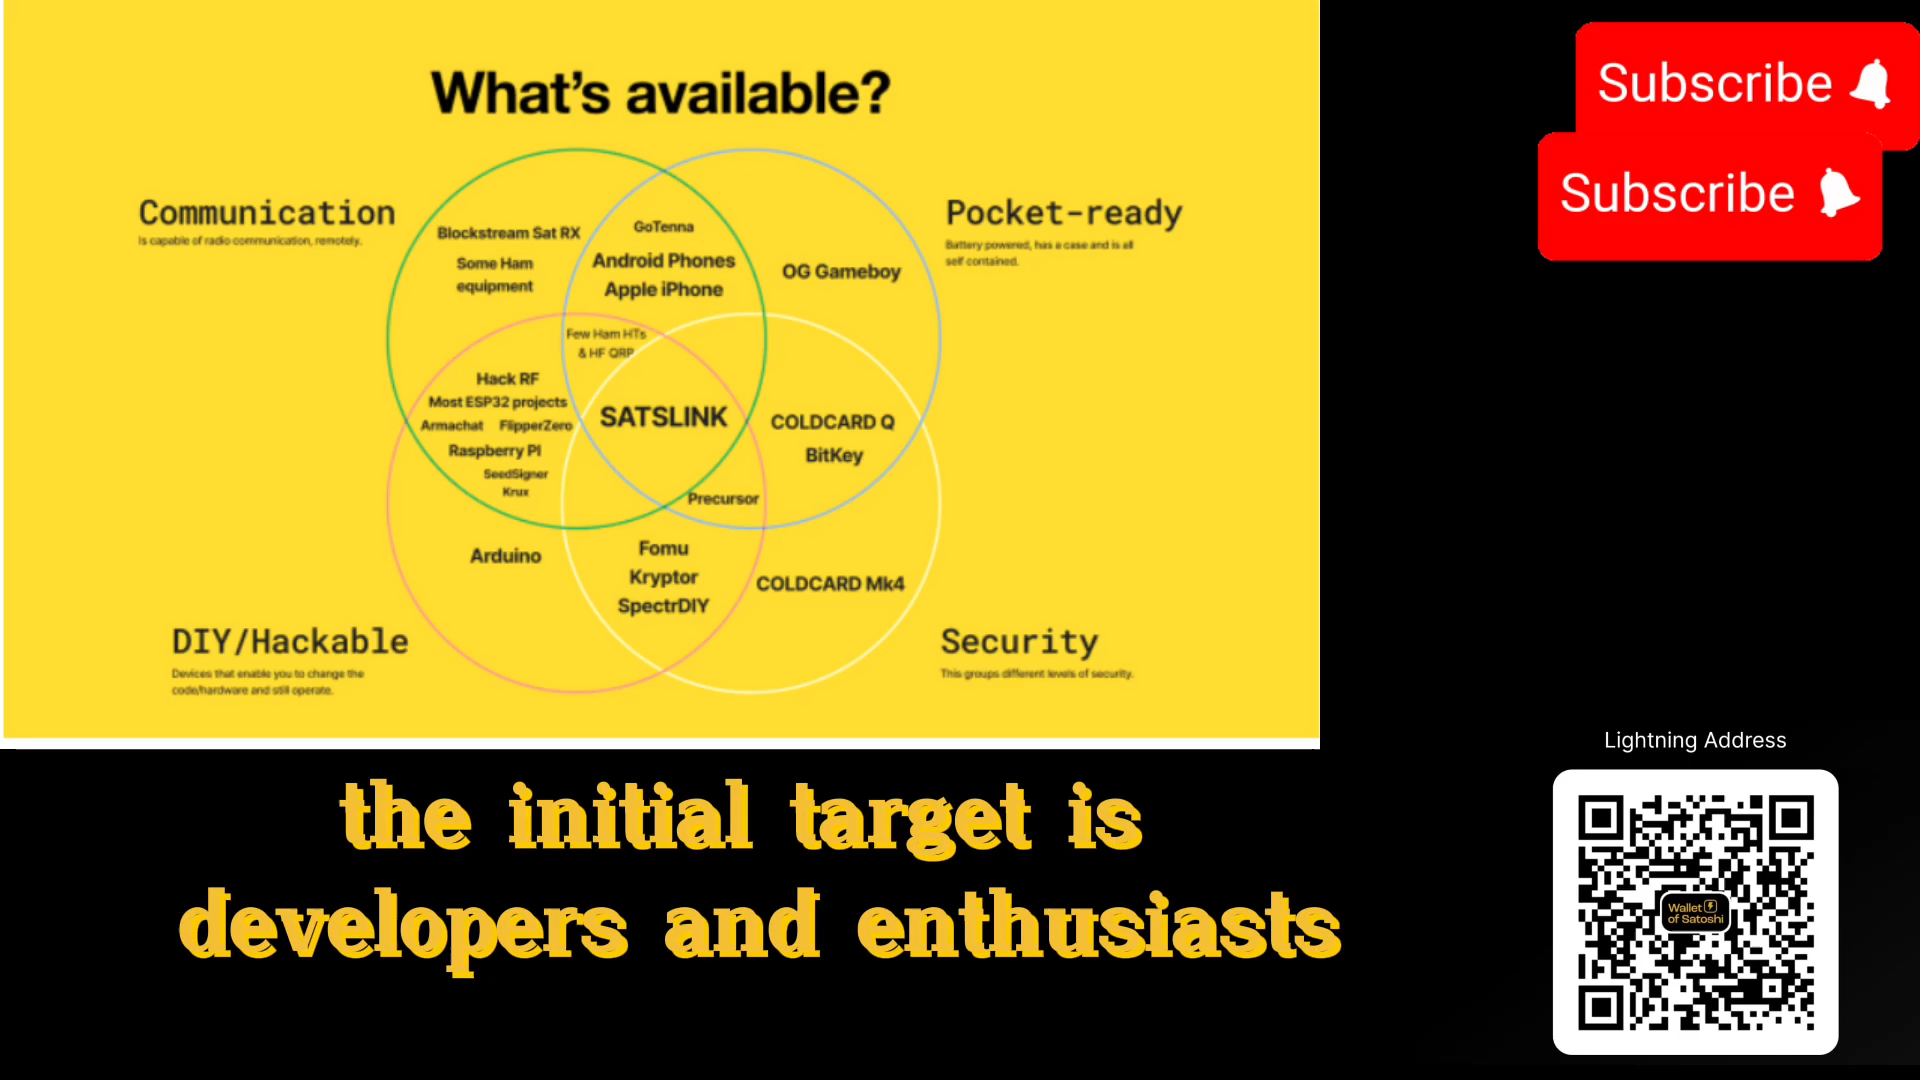 What's available?
Communication
Is capable of radio communication, remotely.
Pocket-ready
Battery powered, has a case and is all
self contained.
Blockstream Sat RX
Some Ham
equipment
GoTenna
Android Phones
Apple iPhone
OG Gameboy
Few Ham HTs
& HF QRP
Hack RF
Most ESP32 projects
Armachat FlipperZero
Raspberry PI
SeedSigner
Krux
SATSLINK
COLDCARD Q
BitKey
Precursor
Arduino
Fomu
Kryptor
SpectrDIY
COLDCARD Mk4
DIY/Hackable
Devices that enable you to change the
code/hardware and still operate.
Security
This groups different levels of security.
the initial target is
developers and enthusiasts
Subscribe
Subscribe
Lightning Address
Wallet
of Satoshi